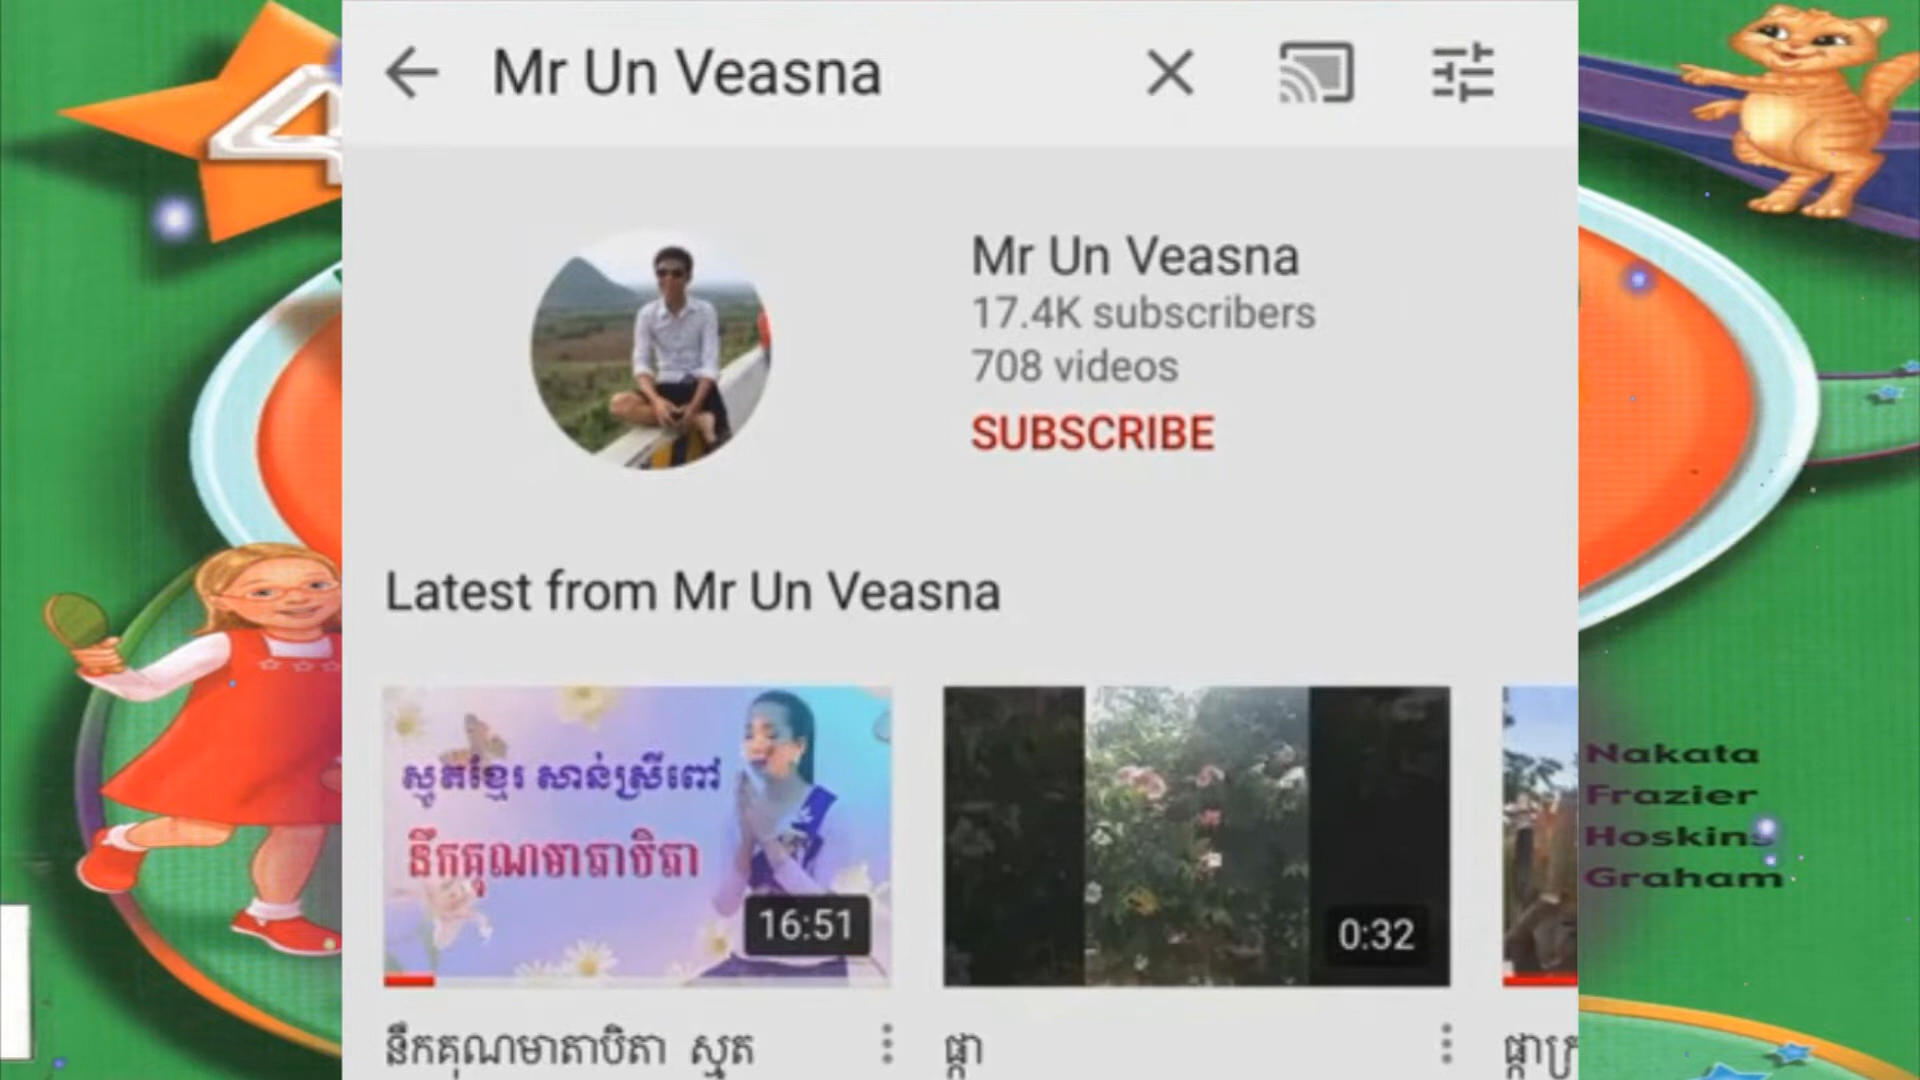 4
Mr Un Veasna
Mr Un Veasna
17.4K subscribers
708 videos
SUBSCRIBE
Latest from Mr Un Veasna
ស្មូតខ្មែរ សាន់ស្រីពៅ
នឹកគុណមាតាបិតា
16:51
0:32
នឹកគុណមាតាបិតា ស្មូត
ផ្កា
Nakata
Frazier
Hoskins
Graham